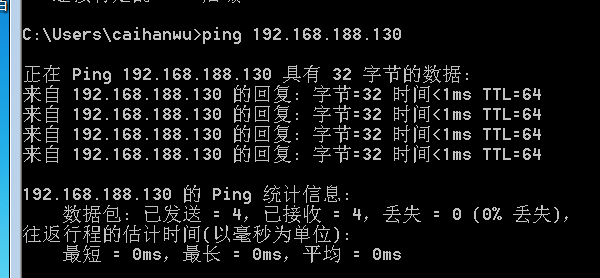 C:\Users\caihanwu>ping 192.168.188.130
正在 Ping 192.168.188.130 具有 32 字节的数据:
来自 192.168.188.130 的回复: 字节=32 时间<1ms TTL=64
来自 192.168.188.130 的回复: 字节=32 时间<1ms TTL=64
来自 192.168.188.130 的回复: 字节=32 时间<1ms TTL=64
来自 192.168.188.130 的回复: 字节=32 时间<1ms TTL=64
192.168.188.130 的 Ping 统计信息:
数据包: 已发送 = 4，已接收 = 4，丢失 = 0 (0% 丢失)，
往返行程的估计时间(以毫秒为单位):
最短 = 0ms，最长 = 0ms，平均 = 0ms